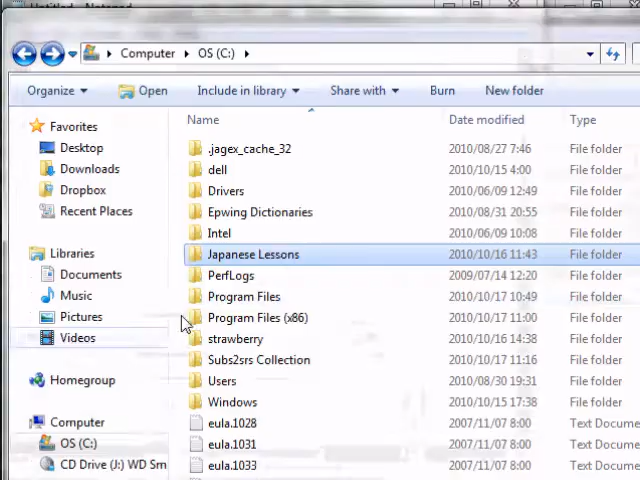 Untitled - Notepad
Computer OS (C:)
Organize Open Include in library Share with Burn New folder
Name Date modified Type
Favorites
Desktop
Downloads
Dropbox
Recent Places
Libraries
Documents
Music
Pictures
Videos
Homegroup
Computer
OS (C:)
CD Drive (J:) WD Sm
.jagex_cache_32 2010/08/27 7:46 File folder
dell 2010/10/15 4:00 File folder
Drivers 2010/06/09 12:49 File folder
Epwing Dictionaries 2010/08/31 20:55 File folder
Intel 2010/06/09 10:08 File folder
Japanese Lessons 2010/10/16 11:43 File folder
PerfLogs 2009/07/14 12:20 File folder
Program Files 2010/10/17 10:49 File folder
Program Files (x86) 2010/10/17 11:00 File folder
strawberry 2010/10/16 14:38 File folder
Subs2srs Collection 2010/10/17 11:16 File folder
Users 2010/08/30 19:31 File folder
Windows 2010/10/15 17:38 File folder
eula.1028 2007/11/07 8:00 Text Docume
eula.1031 2007/11/07 8:00 Text Docume
eula.1033 2007/11/07 8:00 Text Docume